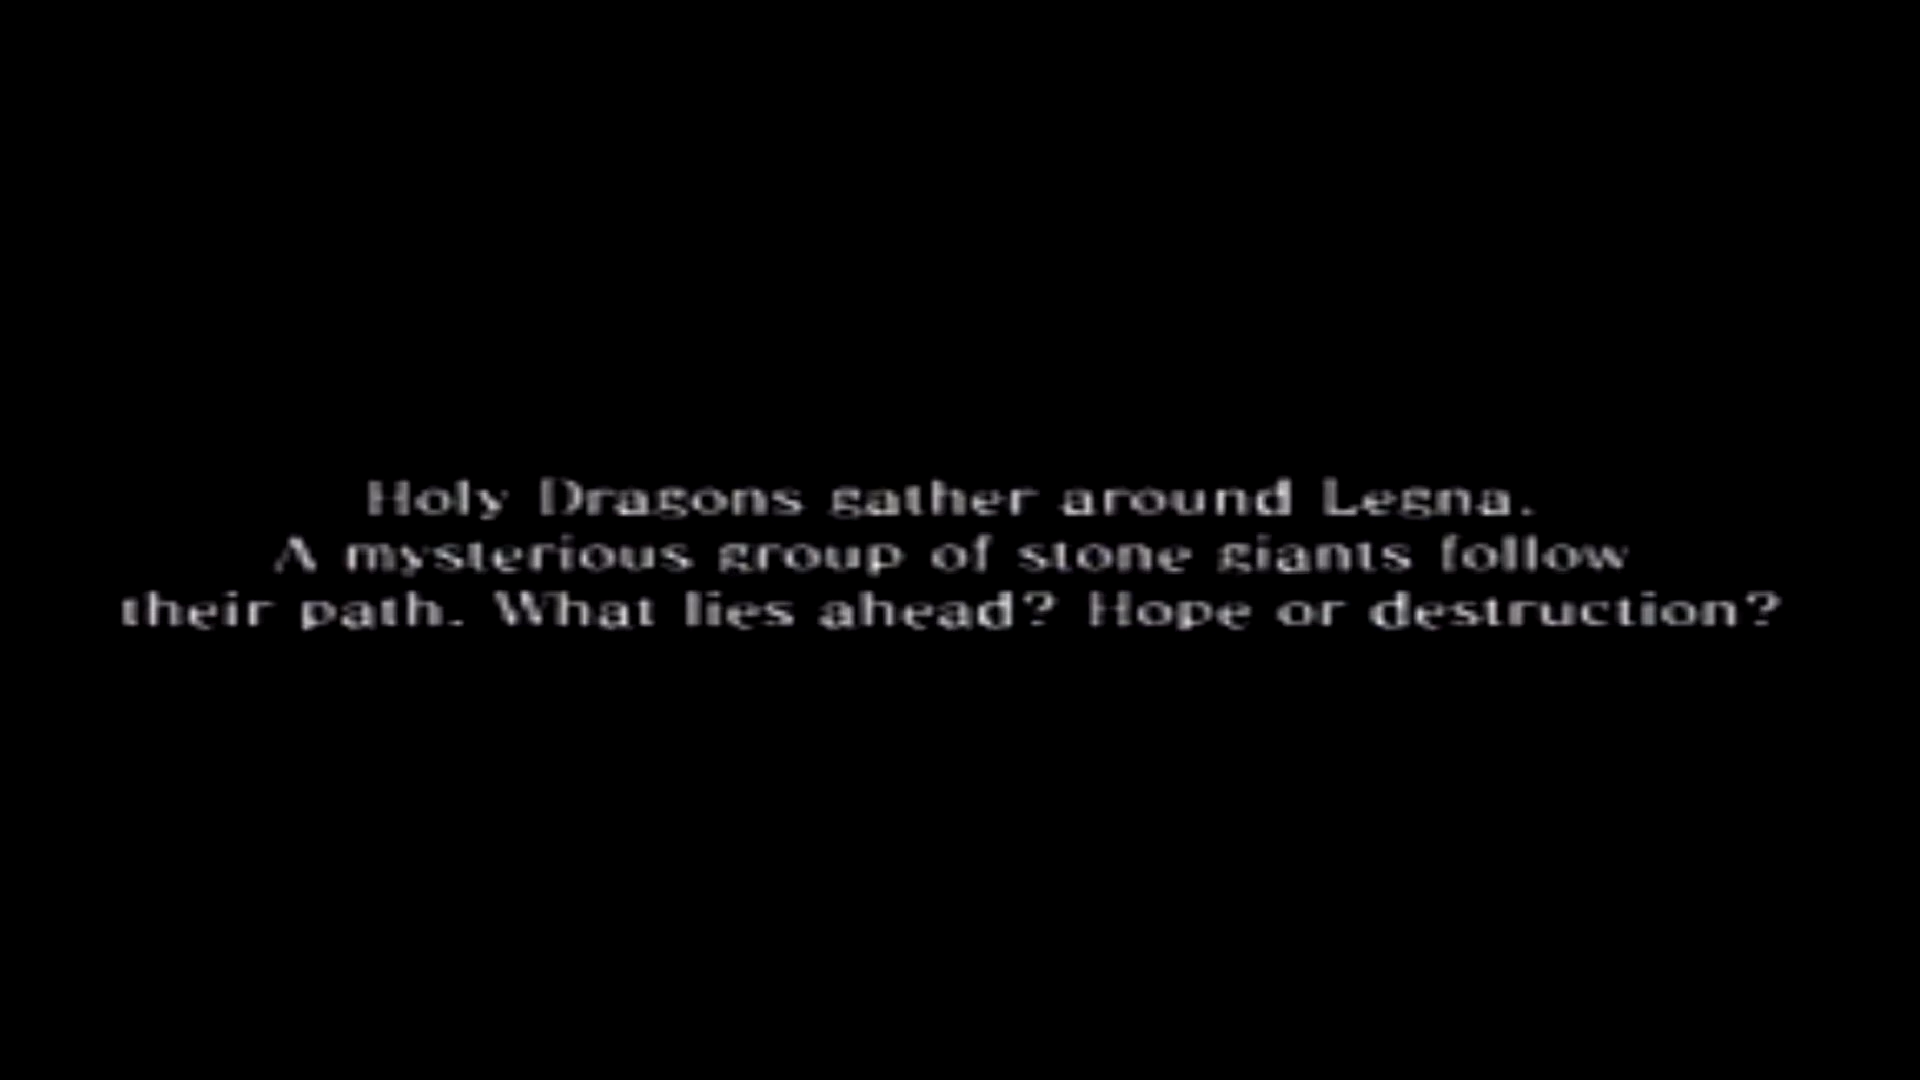 Holy Dragons gather around Legna.
A mysterious group of stone giants follow
their path. What lies ahead? Hope or destruction?